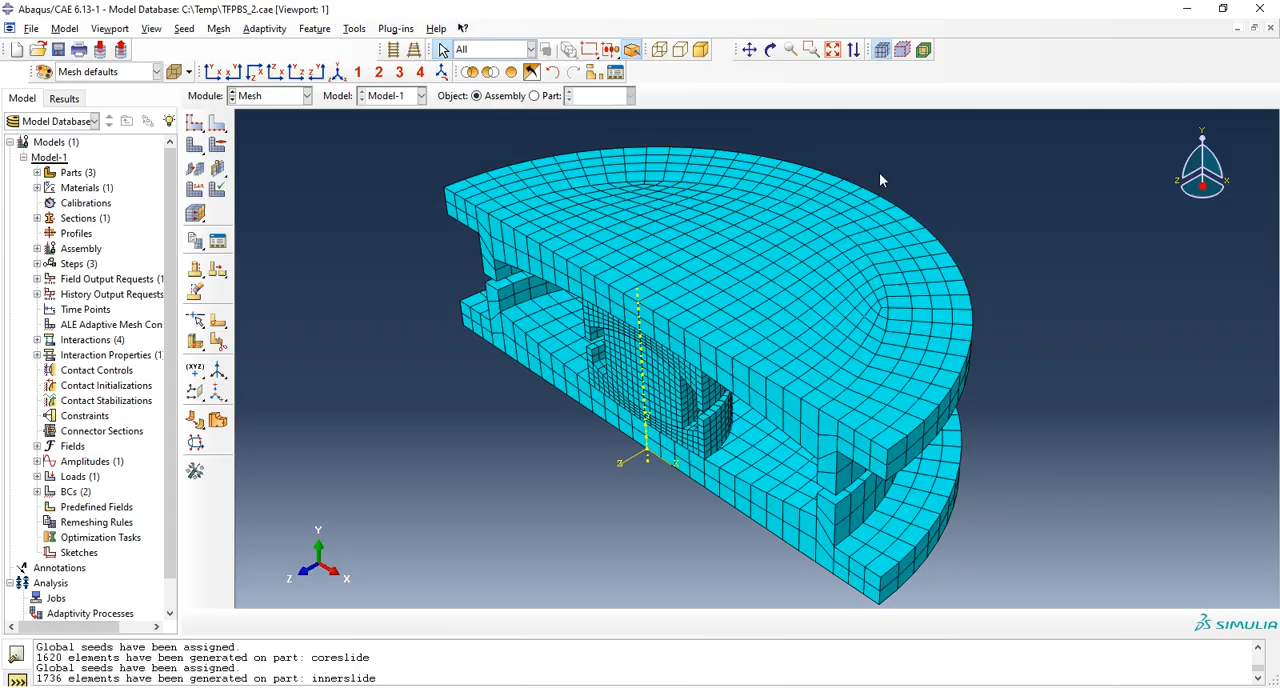 Abaqus/CAE 6.13-1 - Model Database: C:\Temp\TFPBS_2.cae [Viewport: 1]
File Model Viewport View Seed Mesh Adaptivity Feature Tools Plug-ins Help
All
Mesh defaults
1 2 3 4
Model Results
Module: Mesh Model: Model-1 Object: Assembly Part:
Model Database
Models (1)
Model-1
Parts (3)
Materials (1)
Calibrations
Sections (1)
Profiles
Assembly
Steps (3)
Field Output Requests (1
History Output Requests
Time Points
ALE Adaptive Mesh Con
Interactions (4)
Interaction Properties (1
Contact Controls
Contact Initializations
Contact Stabilizations
Constraints
Connector Sections
Fields
Amplitudes (1)
Loads (1)
BCs (2)
Predefined Fields
Remeshing Rules
Optimization Tasks
Sketches
Annotations
Analysis
Jobs
Adaptivity Processes
(XYZ)
Y
Z X
Z
Y
Z X
SIMULIA
Global seeds have been assigned.
1620 elements have been generated on part: coreslide
Global seeds have been assigned.
1736 elements have been generated on part: innerslide
>>>